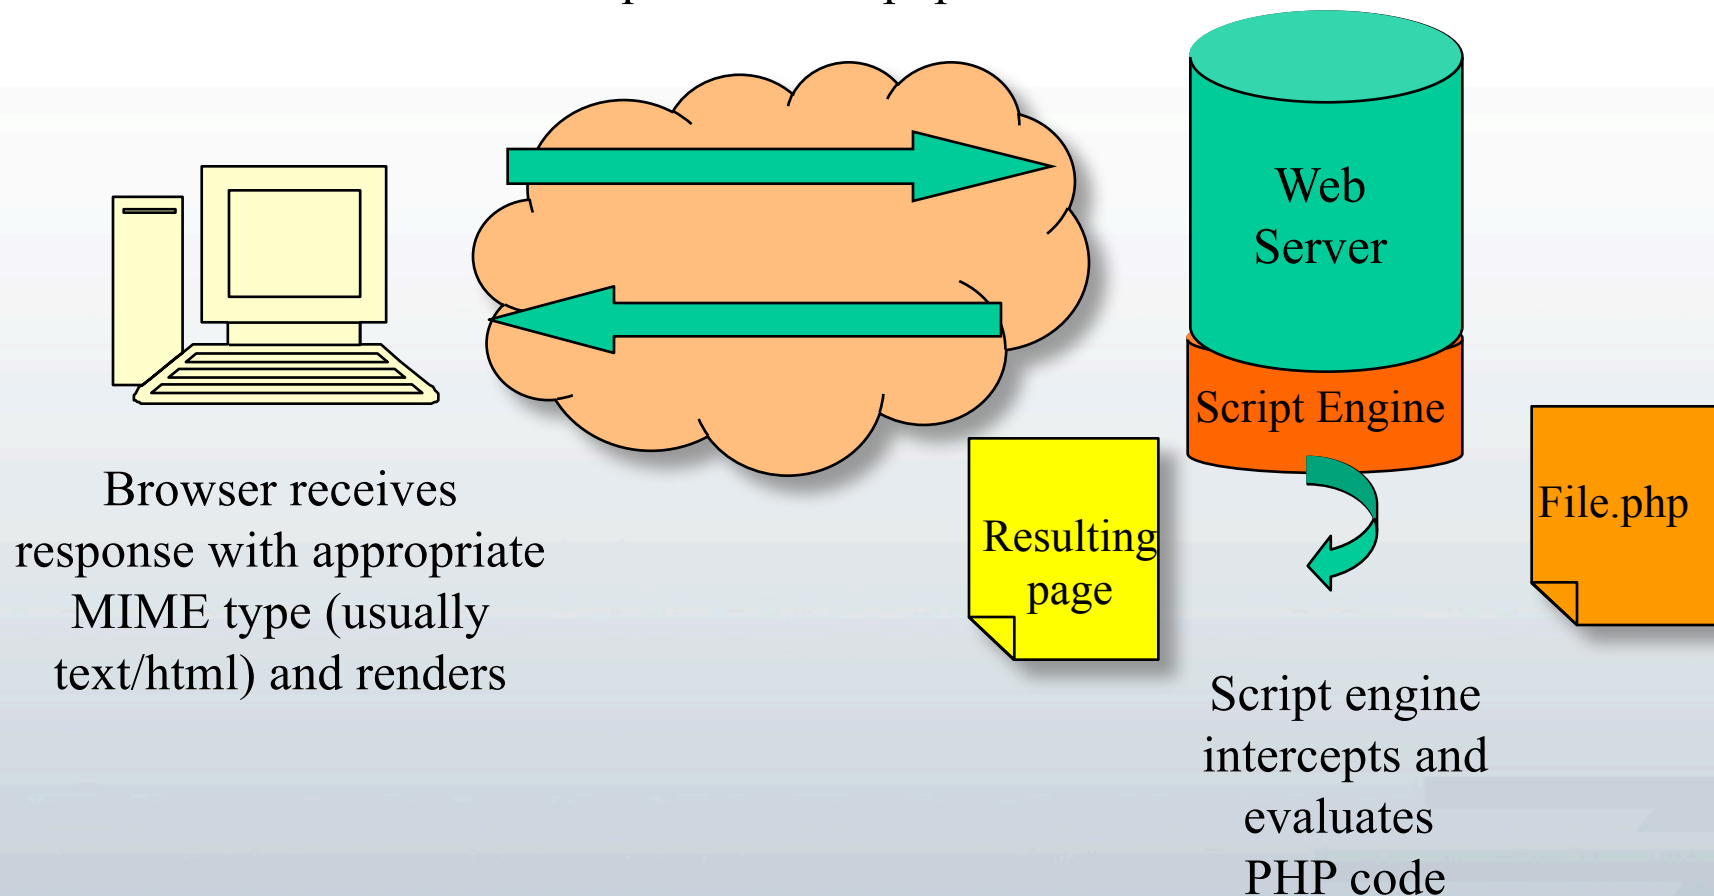 Web
Server
Script Engine
File.php
Resulting
page
Browser receives
response with appropriate
MIME type (usually
text/html) and renders
Script engine
intercepts and
evaluates
PHP code